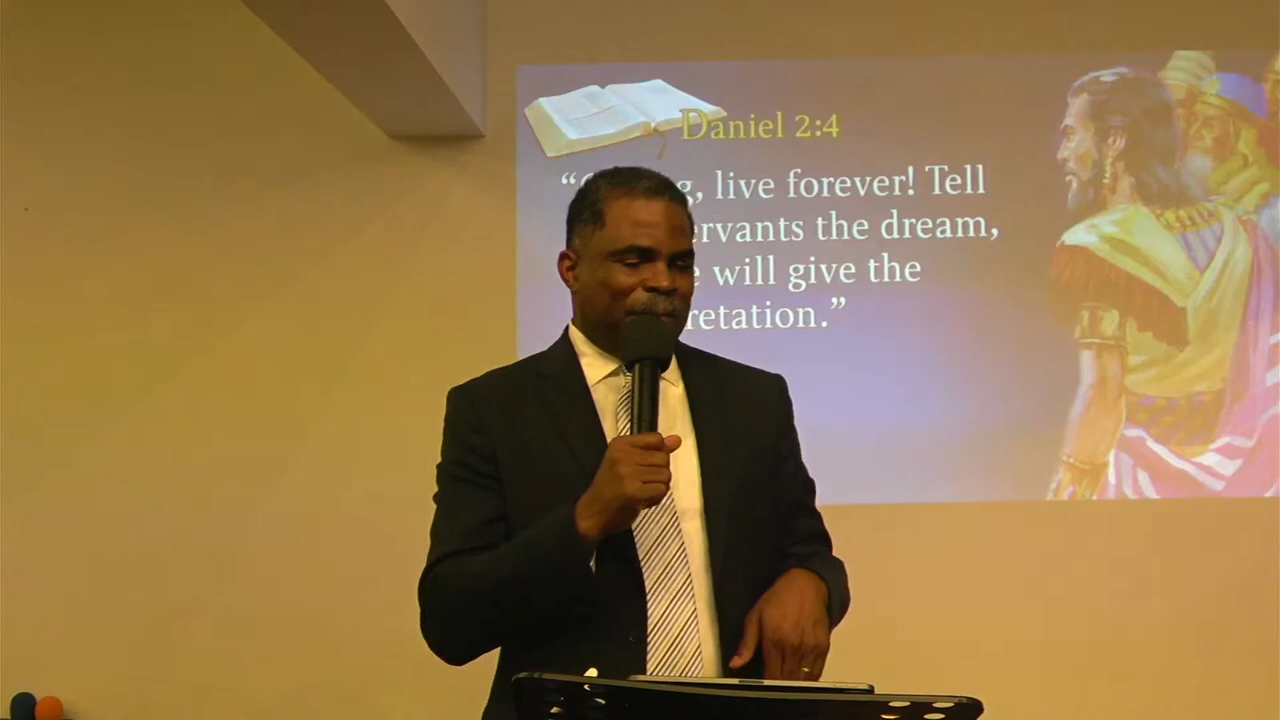 Daniel 2:4
g, live forever! Tell
ervants the dream,
will give the
retation.”